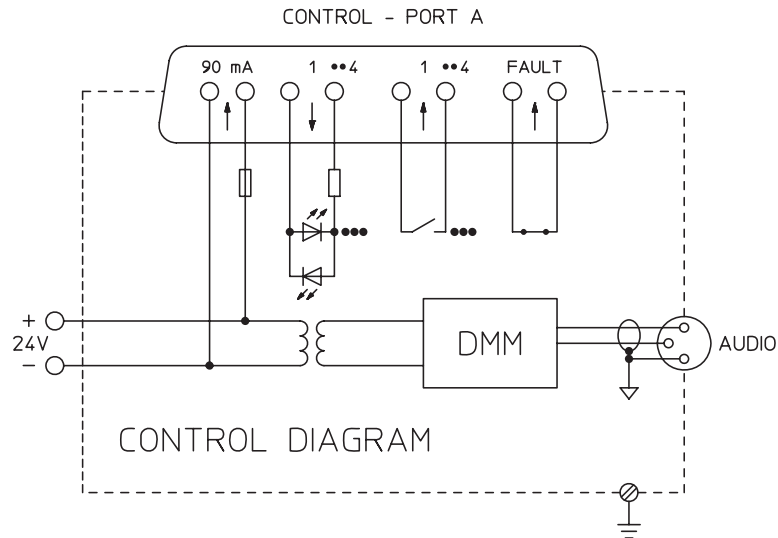 CONTROL - PORT A
90 mA 1 ••4 1 ••4 FAULT
+
24V
-
DMM
AUDIO
CONTROL DIAGRAM